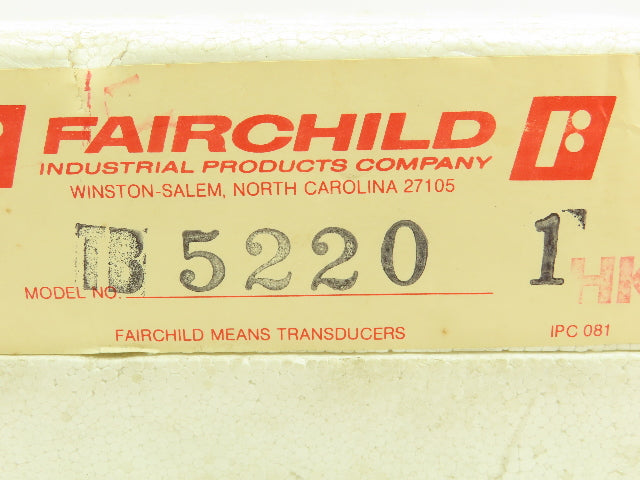 FAIRCHILD
INDUSTRIAL PRODUCTS COMPANY
WINSTON-SALEM, NORTH CAROLINA 27105
MODEL NO. 5220 1
FAIRCHILD MEANS TRANSDUCERS
IPC 081